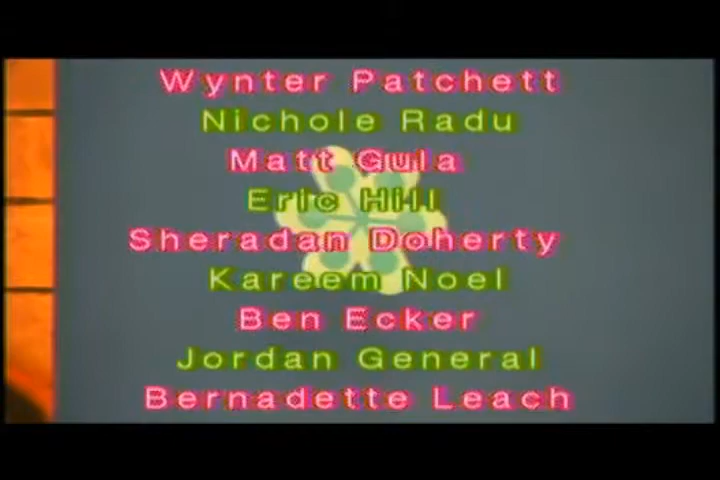 Wynter Patchett
Nichole Radu
Matt Gula
Eric Hill
Sheradan Doherty
Kareem Noel
Ben Ecker
Jordan General
Bernadette Leach